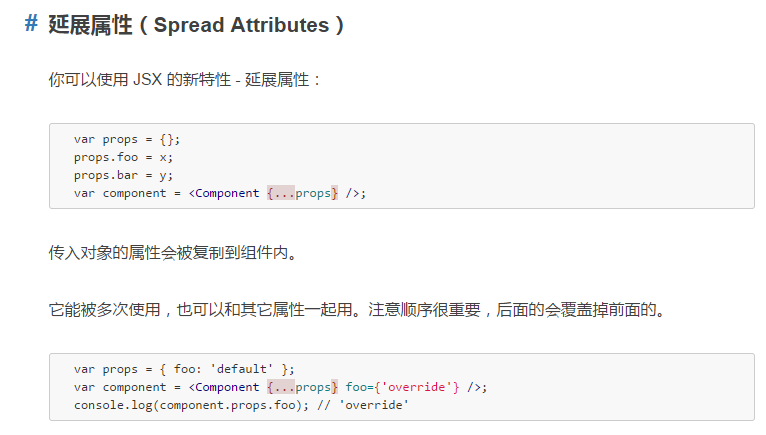 # 延展属性（Spread Attributes）
你可以使用 JSX 的新特性 - 延展属性：
var props = {};
props.foo = x;
props.bar = y;
var component = <Component {...props} />;
传入对象的属性会被复制到组件内。
它能被多次使用，也可以和其它属性一起用。注意顺序很重要，后面的会覆盖掉前面的。
var props = { foo: 'default' };
var component = <Component {...props} foo={'override'} />;
console.log(component.props.foo); // 'override'